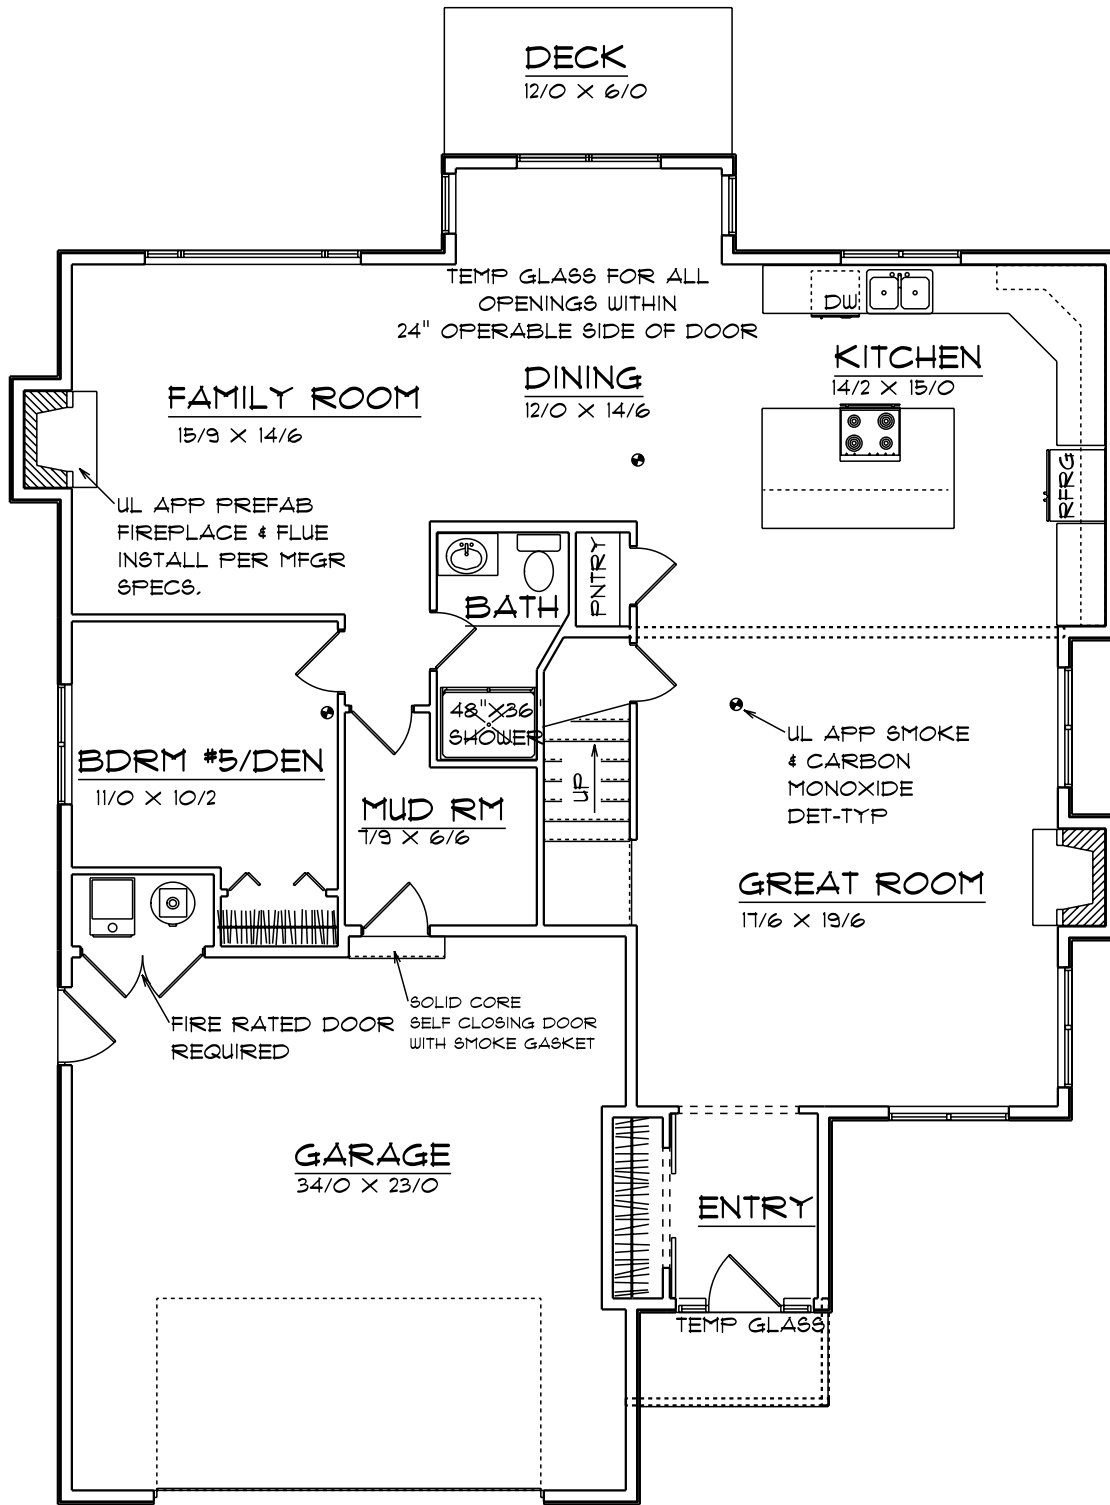 DECK
12/0 X 6/0
TEMP GLASS FOR ALL
OPENINGS WITHIN
24" OPERABLE SIDE OF DOOR
DW
KITCHEN
14/2 X 15/0
DINING
12/0 X 14/6
FAMILY ROOM
15/9 X 14/6
UL APP PREFAB
FIREPLACE & FLUE
INSTALL PER MFGR
SPECS.
RFRG
PNTRY
BATH
48"X36"
SHOWER
UL APP SMOKE
& CARBON
MONOXIDE
DET-TYP
BDRM #5/DEN
11/0 X 10/2
MUD RM
7/9 X 6/6
UP
GREAT ROOM
17/6 X 19/6
SOLID CORE
SELF CLOSING DOOR
WITH SMOKE GASKET
FIRE RATED DOOR
REQUIRED
GARAGE
34/0 X 23/0
ENTRY
TEMP GLASS